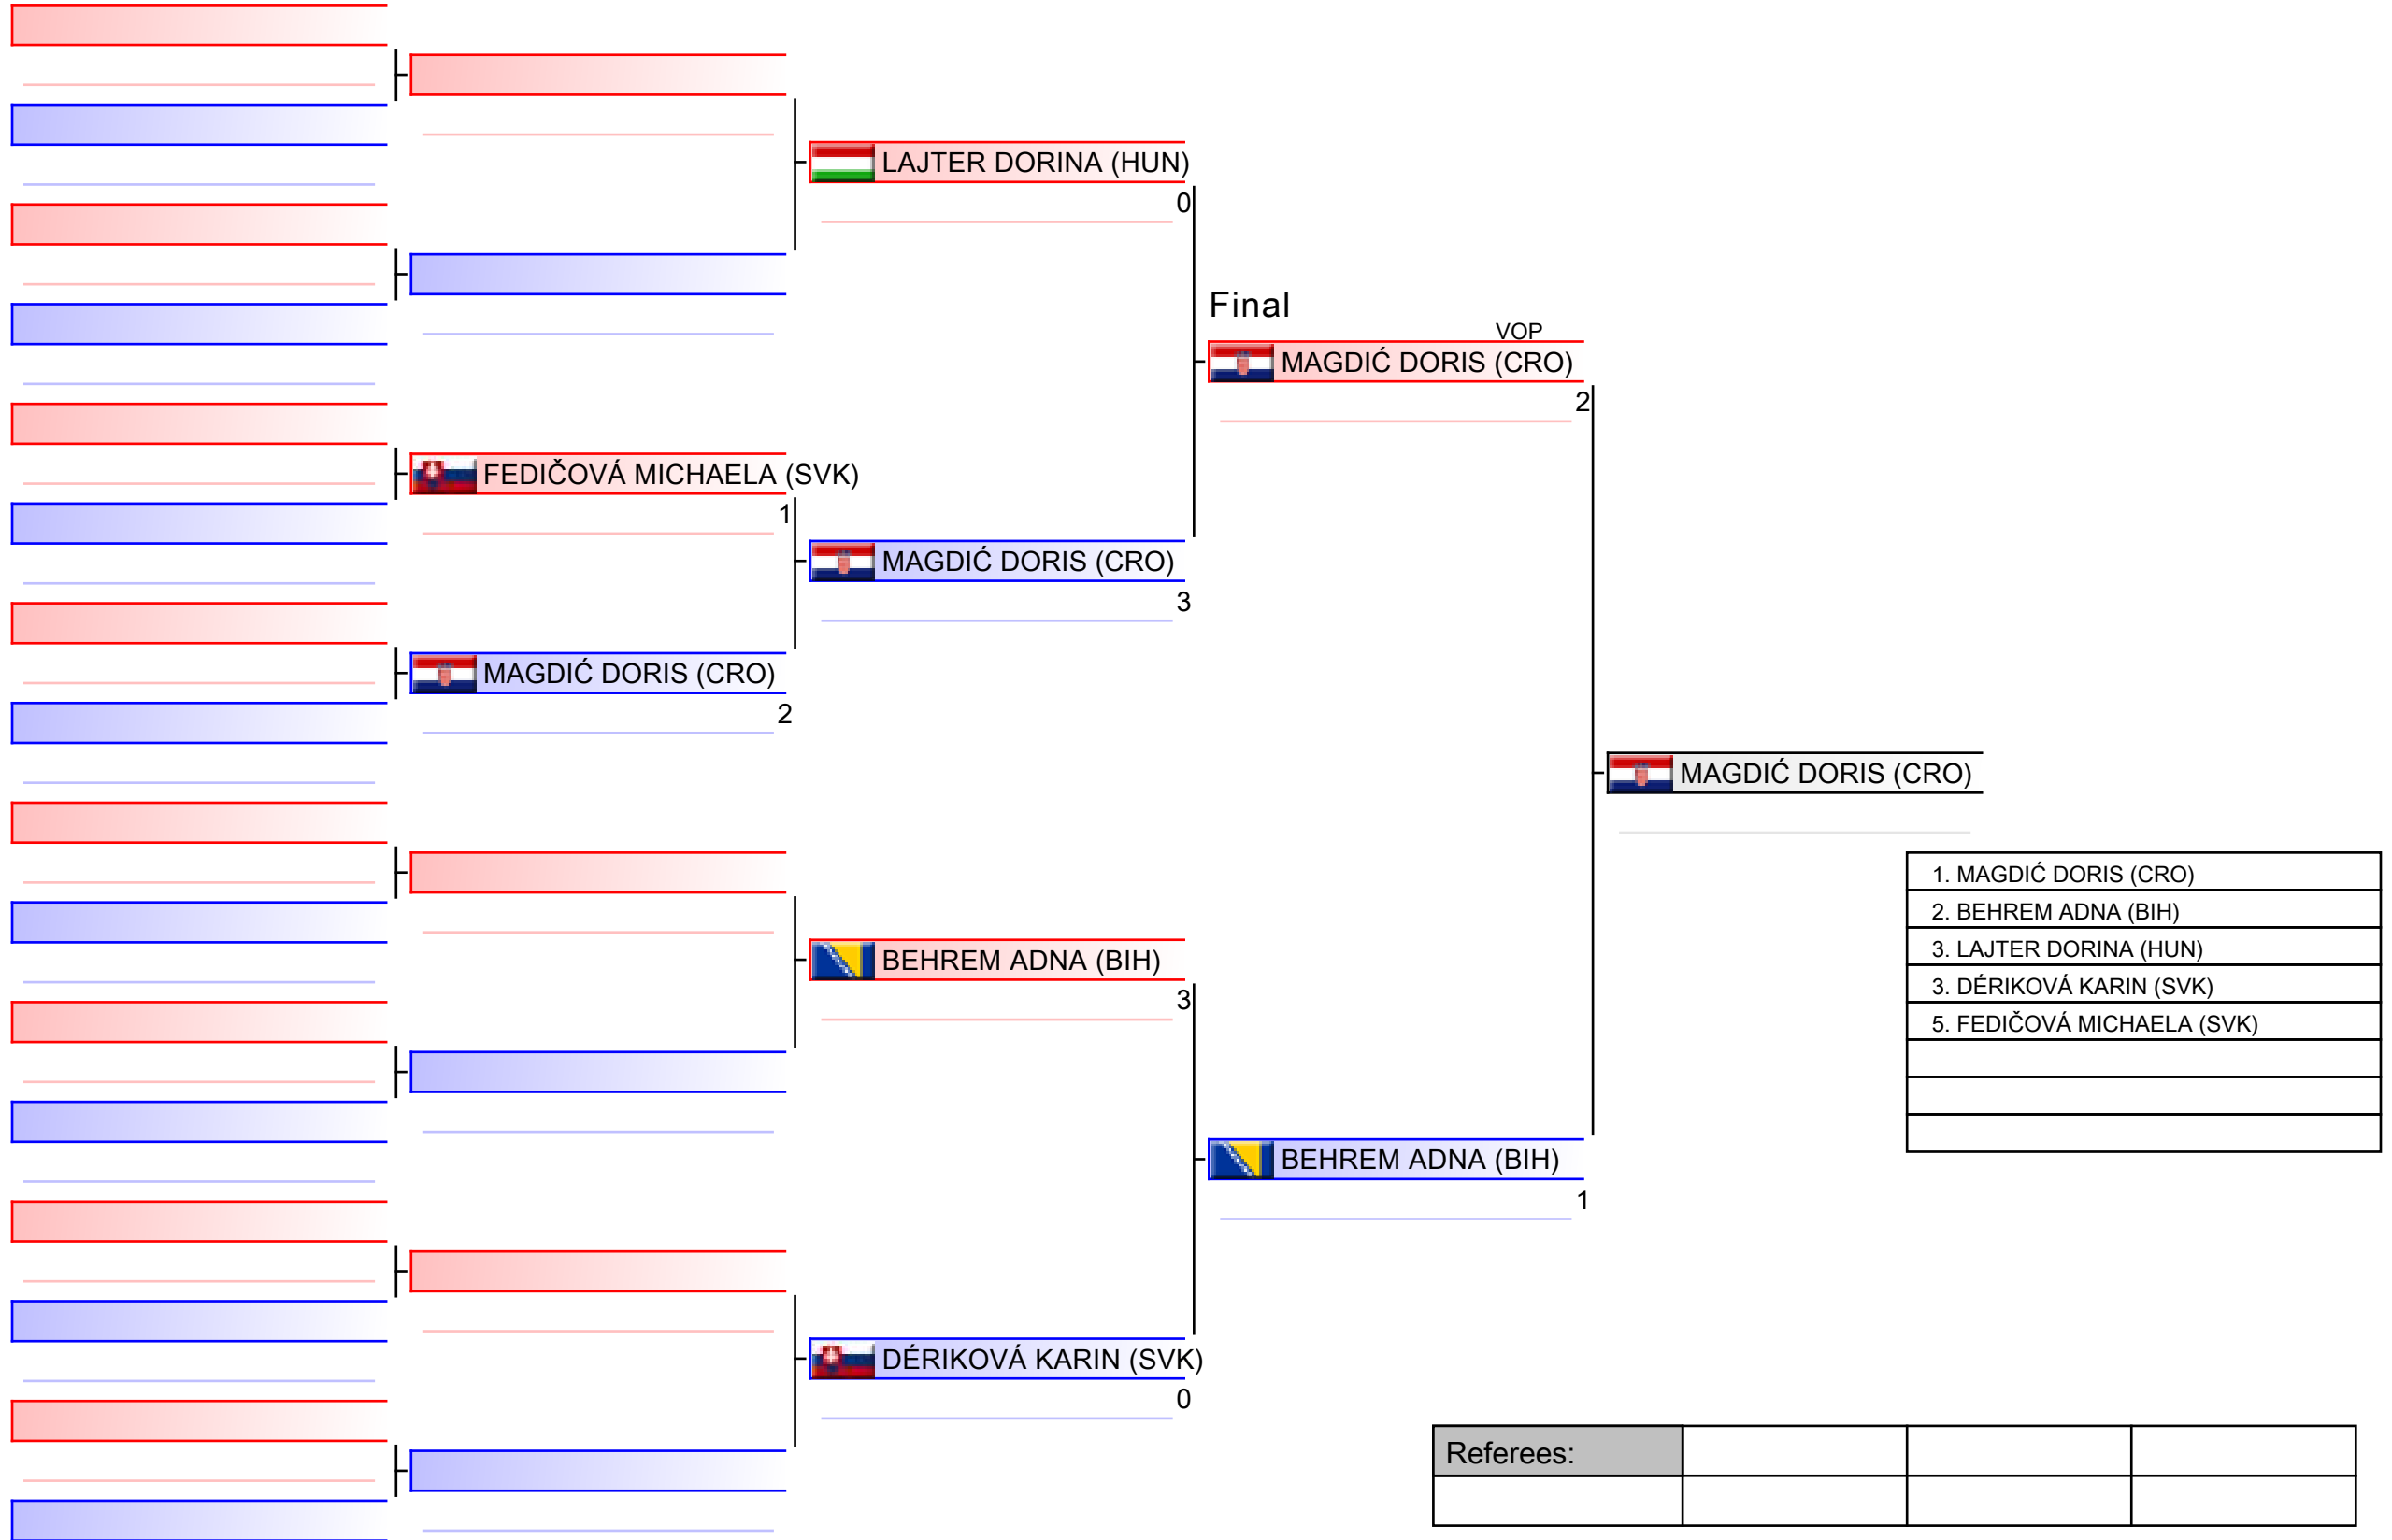 LAJTER DORINA (HUN)
0
Final
VOP
MAGDIĆ DORIS (CRO)
2
FEDIČOVÁ MICHAELA (SVK)
1
MAGDIĆ DORIS (CRO)
3
MAGDIĆ DORIS (CRO)
2
MAGDIĆ DORIS (CRO)
1. MAGDIĆ DORIS (CRO)
2. BEHREM ADNA (BIH)
3. LAJTER DORINA (HUN)
3. DÉRIKOVÁ KARIN (SVK)
5. FEDIČOVÁ MICHAELA (SVK)
BEHREM ADNA (BIH)
3
BEHREM ADNA (BIH)
1
DÉRIKOVÁ KARIN (SVK)
0
Referees: